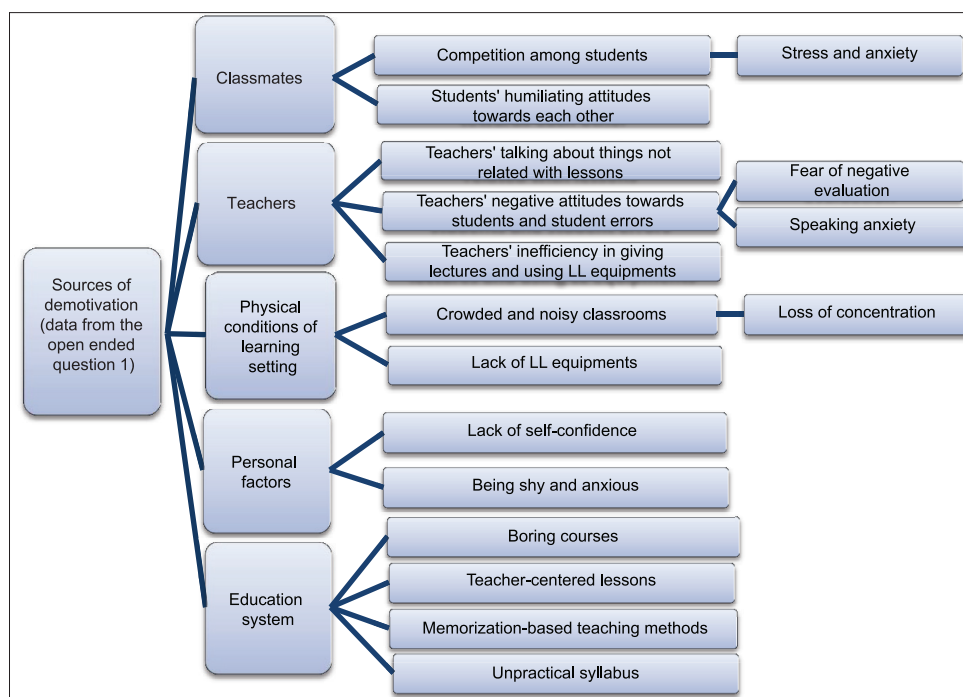 Sources of
demotivation
(data from the
open ended
question 1)
Classmates
Competition among students
Stress and anxiety
Students' humiliating attitudes
towards each other
Teachers
Teachers' talking about things not
related with lessons
Teachers' negative attitudes towards
students and student errors
Fear of negative
evaluation
Speaking anxiety
Teachers' inefficiency in giving
lectures and using LL equipments
Physical
conditions of
learning
setting
Crowded and noisy classrooms
Loss of concentration
Lack of LL equipments
Personal
factors
Lack of self-confidence
Being shy and anxious
Education
system
Boring courses
Teacher-centered lessons
Memorization-based teaching methods
Unpractical syllabus